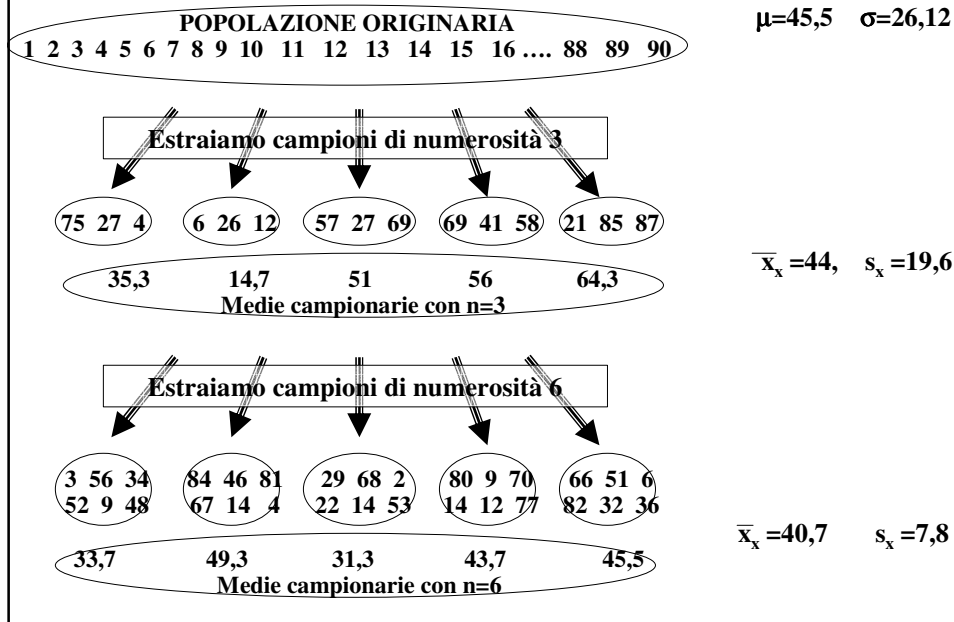 POPOLAZIONE ORIGINARIA
μ=45,5 σ=26,12
1 2 3 4 5 6 7 8 9 10 11 12 13 14 15 16 .... 88 89 90
Estraiamo campioni di numerosità 3
75 27 4
6 26 12
57 27 69
69 41 58
21 85 87
35,3 14,7 51 56 64,3
Medie campionarie con n=3
x̅ₓ =44, sₓ =19,6
Estraiamo campioni di numerosità 6
3 56 34
52 9 48
84 46 81
67 14 4
29 68 2
22 14 53
80 9 70
14 12 77
66 51 6
82 32 36
33,7 49,3 31,3 43,7 45,5
Medie campionarie con n=6
x̅ₓ =40,7 sₓ =7,8